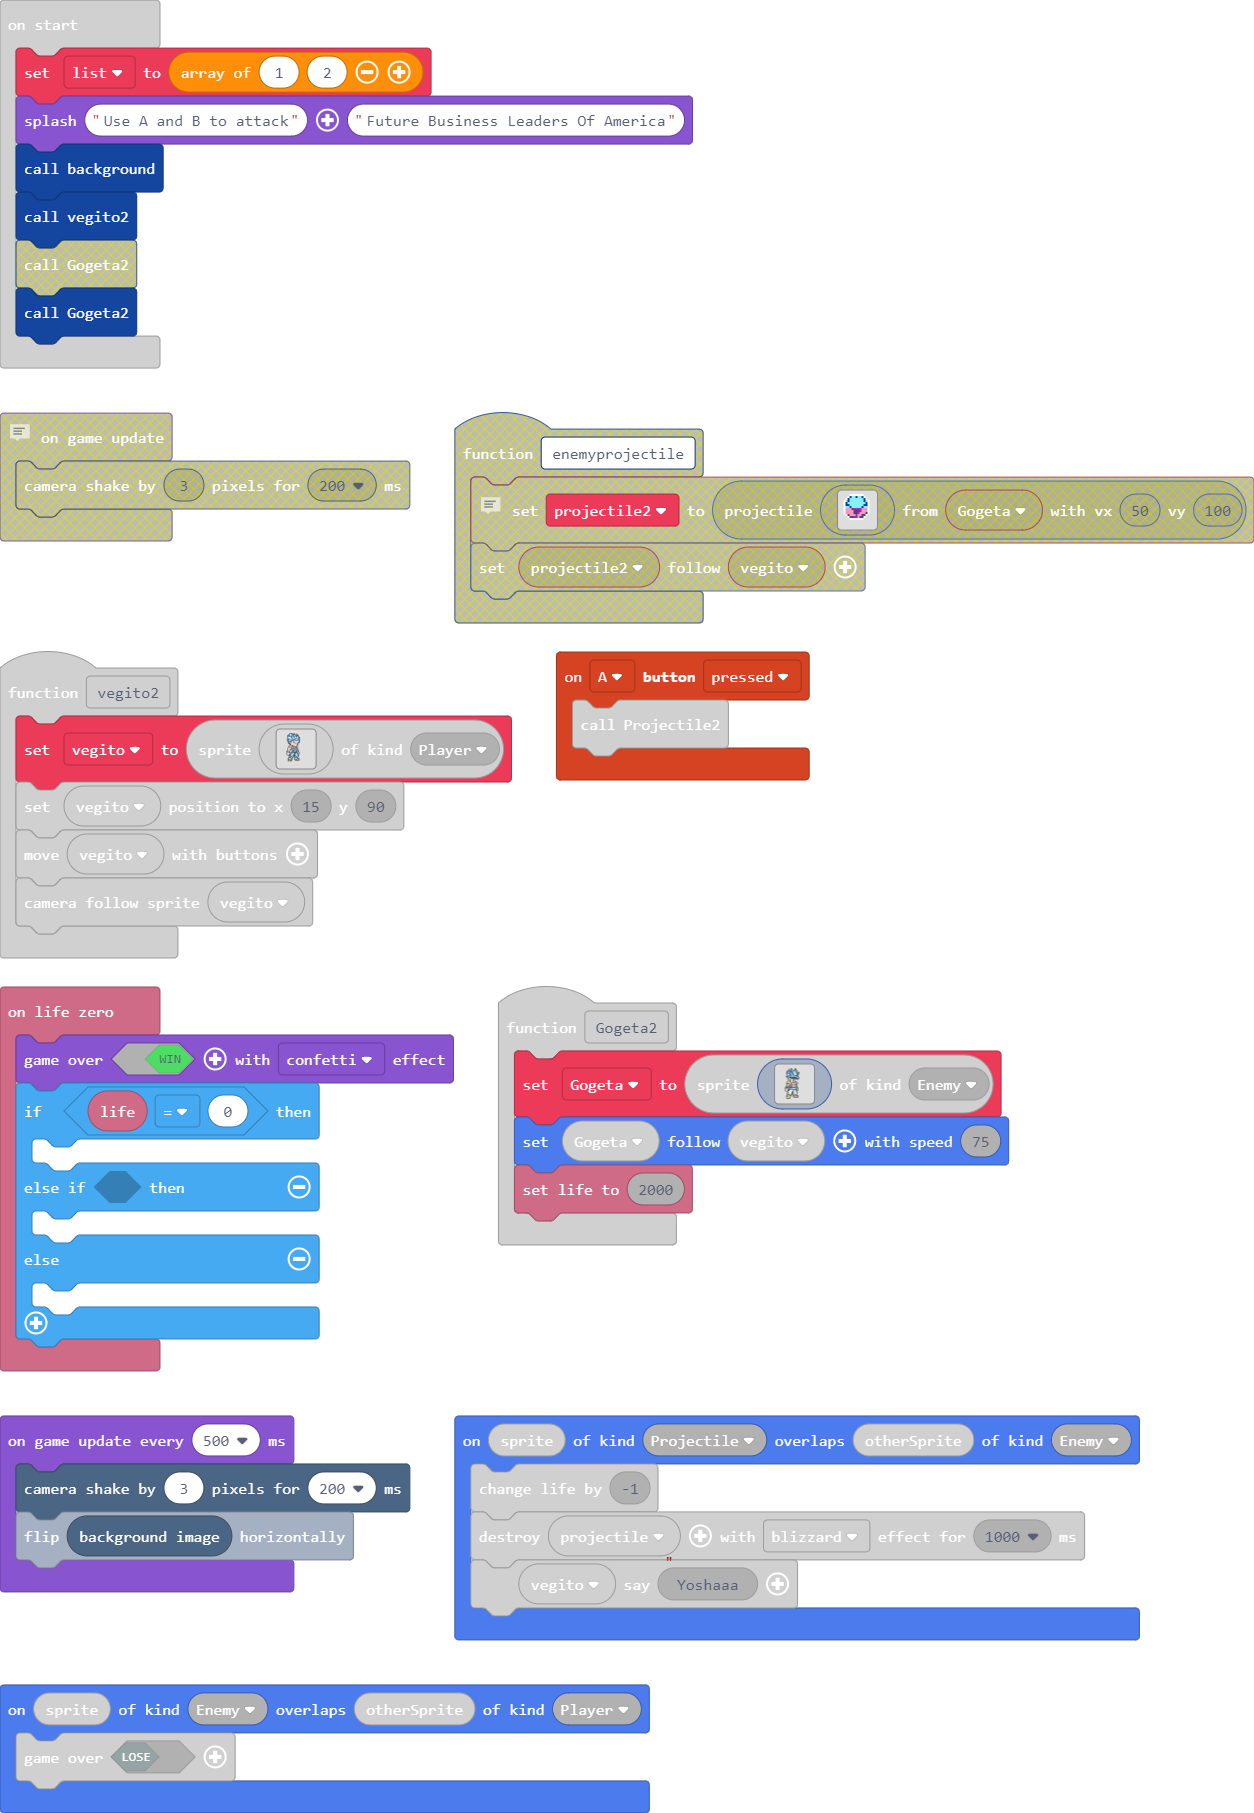 on start
set list to array of 1 2
splash "Use A and B to attack" "Future Business Leaders Of America"
call background
call vegito2
call Gogeta2
call Gogeta2
on game update
camera shake by 3 pixels for 200 ms
function enemyprojectile
set projectile2 to projectile from Gogeta with vx 50 vy 100
set projectile2 follow vegito
function vegito2
set vegito to sprite of kind Player
set vegito position to x 15 y 90
move vegito with buttons
camera follow sprite vegito
on A button pressed
call Projectile2
on life zero
game over WIN with confetti effect
if life = 0 then
else if then
else
function Gogeta2
set Gogeta to sprite of kind Enemy
set Gogeta follow vegito with speed 75
set life to 2000
on game update every 500 ms
camera shake by 3 pixels for 200 ms
flip background image horizontally
on sprite of kind Projectile overlaps otherSprite of kind Enemy
change life by -1
destroy projectile with blizzard effect for 1000 ms
vegito say "Yoshaaa
on sprite of kind Enemy overlaps otherSprite of kind Player
game over LOSE